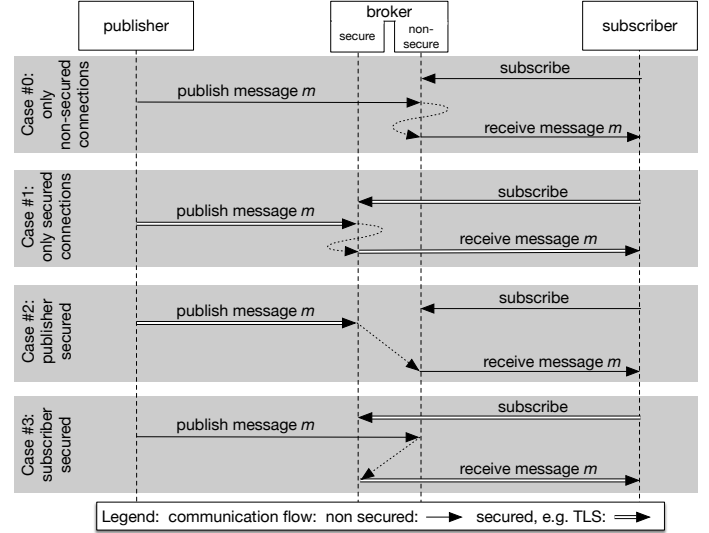 publisher
broker
subscriber
secure
non-
secure
Case #0:
only
non-secured
connections
subscribe
publish message m
receive message m
Case #1:
only secured
connections
subscribe
publish message m
receive message m
Case #2:
publisher
secured
publish message m
subscribe
receive message m
Case #3:
subscriber
secured
subscribe
publish message m
receive message m
Legend: communication flow: non secured: secured, e.g. TLS: